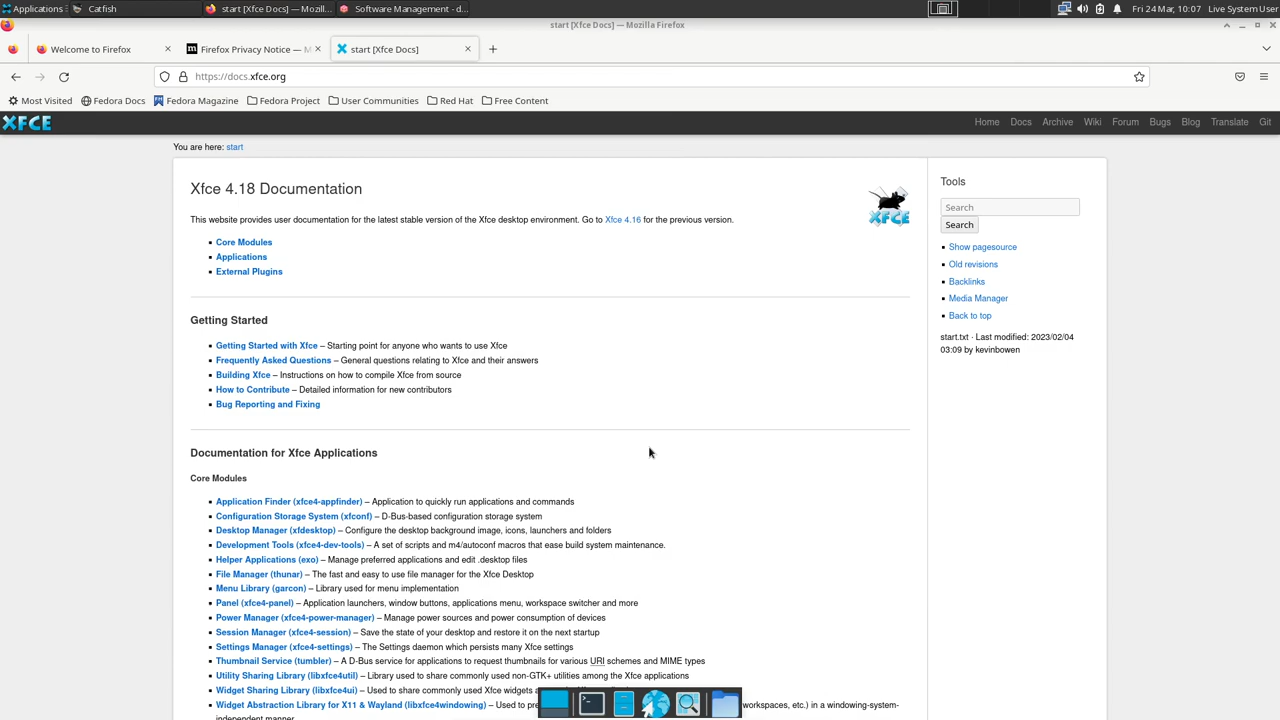 Applications
Catfish
start [Xfce Docs] — Mozill...
Software Management - d...
Fri 24 Mar, 10:07
Live System User
start [Xfce Docs] — Mozilla Firefox
Welcome to Firefox
Firefox Privacy Notice — M
start [Xfce Docs]
https://docs.xfce.org
Most Visited
Fedora Docs
Fedora Magazine
Fedora Project
User Communities
Red Hat
Free Content
XFCE
Home
Docs
Archive
Wiki
Forum
Bugs
Blog
Translate
Git
You are here: start
Xfce 4.18 Documentation
This website provides user documentation for the latest stable version of the Xfce desktop environment. Go to Xfce 4.16 for the previous version.
XFCE
Core Modules
Applications
External Plugins
Getting Started
Getting Started with Xfce – Starting point for anyone who wants to use Xfce
Frequently Asked Questions – General questions relating to Xfce and their answers
Building Xfce – Instructions on how to compile Xfce from source
How to Contribute – Detailed information for new contributors
Bug Reporting and Fixing
Documentation for Xfce Applications
Core Modules
Application Finder (xfce4-appfinder) – Application to quickly run applications and commands
Configuration Storage System (xfconf) – D-Bus-based configuration storage system
Desktop Manager (xfdesktop) – Configure the desktop background image, icons, launchers and folders
Development Tools (xfce4-dev-tools) – A set of scripts and m4/autoconf macros that ease build system maintenance.
Helper Applications (exo) – Manage preferred applications and edit .desktop files
File Manager (thunar) – The fast and easy to use file manager for the Xfce Desktop
Menu Library (garcon) – Library used for menu implementation
Panel (xfce4-panel) – Application launchers, window buttons, applications menu, workspace switcher and more
Power Manager (xfce4-power-manager) – Manage power sources and power consumption of devices
Session Manager (xfce4-session) – Save the state of your desktop and restore it on the next startup
Settings Manager (xfce4-settings) – The Settings daemon which persists many Xfce settings
Thumbnail Service (tumbler) – A D-Bus service for applications to request thumbnails for various URI schemes and MIME types
Utility Sharing Library (libxfce4util) – Library used to share commonly used non-GTK+ utilities among the Xfce applications
Widget Sharing Library (libxfce4ui) – Used to share commonly used Xfce widgets
Widget Abstraction Library for X11 & Wayland (libxfce4windowing) – Used to workspaces, etc.) in a windowing-system-
independent manner
Tools
Search
Search
Show pagesource
Old revisions
Backlinks
Media Manager
Back to top
start.txt · Last modified: 2023/02/04
03:09 by kevinbowen